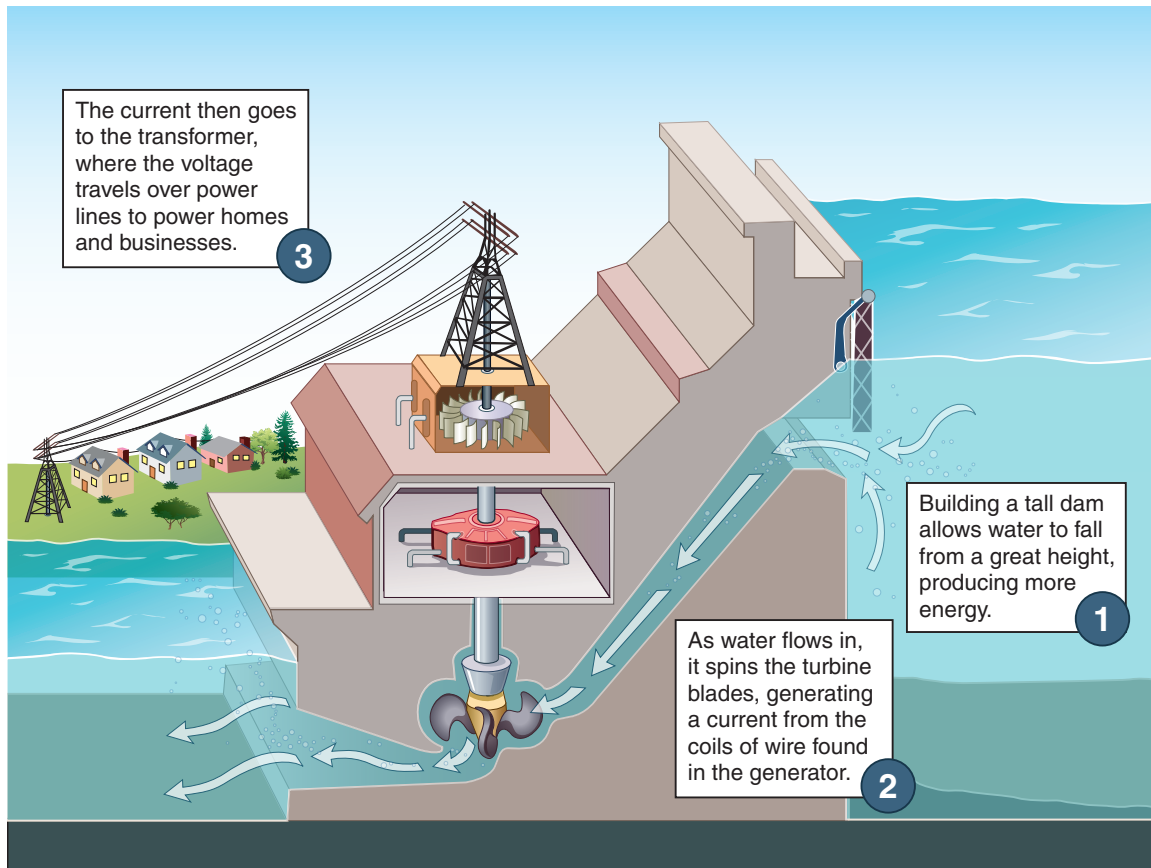 The current then goes
to the transformer,
where the voltage
travels over power
lines to power homes
and businesses.
3
Building a tall dam
allows water to fall
from a great height,
producing more
energy.
1
As water flows in,
it spins the turbine
blades, generating
a current from the
coils of wire found
in the generator.
2